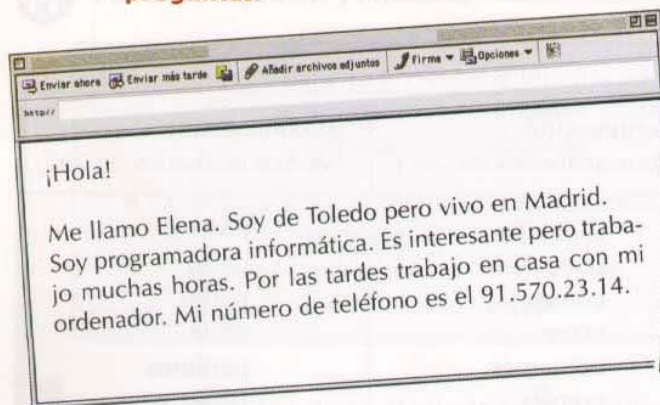 preguntas.
Enviar ahora Enviar más tarde Añadir archivos adjuntos Firma Opciones
http://
¡Hola!
Me llamo Elena. Soy de Toledo pero vivo en Madrid.
Soy programadora informática. Es interesante pero traba-
jo muchas horas. Por las tardes trabajo en casa con mi
ordenador. Mi número de teléfono es el 91.570.23.14.